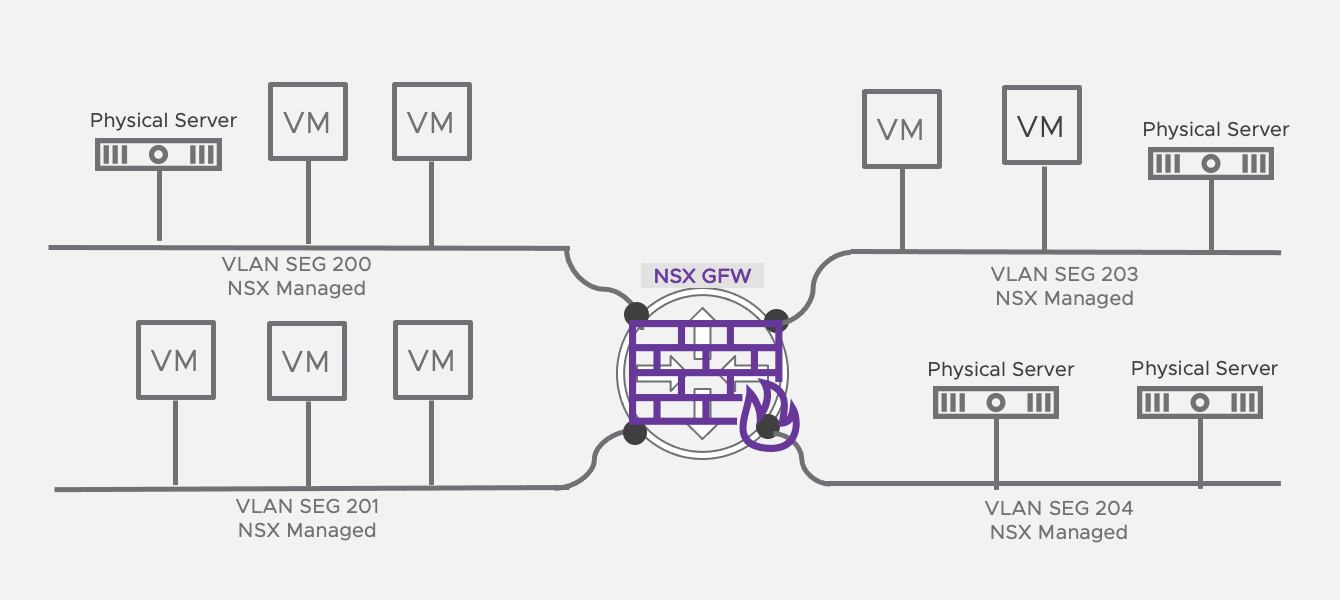 Physical Server
VM
VM
VLAN SEG 200
NSX Managed
VM
VM
VM
VLAN SEG 201
NSX Managed
NSX GFW
VM
VM
Physical Server
VLAN SEG 203
NSX Managed
Physical Server
Physical Server
VLAN SEG 204
NSX Managed